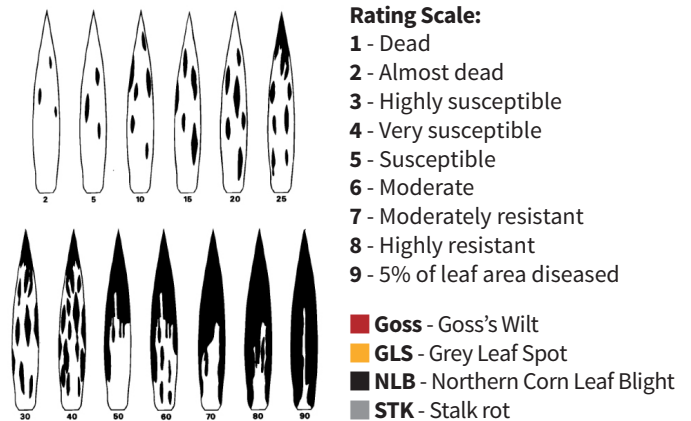 2 5 10 15 20 25
30 40 50 60 70 80 90
Rating Scale:
1 - Dead
2 - Almost dead
3 - Highly susceptible
4 - Very susceptible
5 - Susceptible
6 - Moderate
7 - Moderately resistant
8 - Highly resistant
9 - 5% of leaf area diseased
Goss - Goss's Wilt
GLS - Grey Leaf Spot
NLB - Northern Corn Leaf Blight
STK - Stalk rot